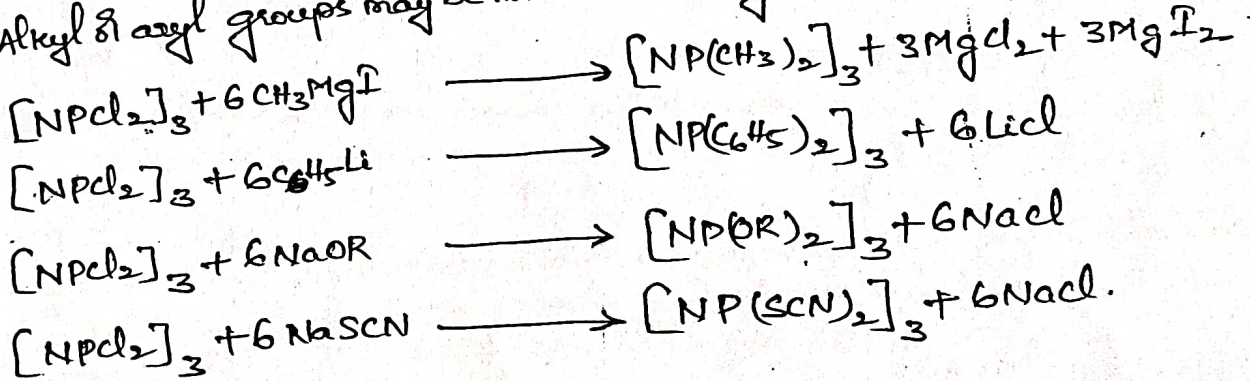 Alkyl & aryl groups may
[NPCl₂]₃ + 6 CH₃MgI ⟶ [NP(CH₃)₂]₃ + 3MgCl₂ + 3MgI₂
[NPCl₂]₃ + 6C₆H₅Li ⟶ [NP(C₆H₅)₂]₃ + 6LiCl
[NPCl₂]₃ + 6NaOR ⟶ [NP(OR)₂]₃ + 6NaCl
[NPCl₂]₃ + 6 NaSCN ⟶ [NP(SCN)₂]₃ + 6NaCl.